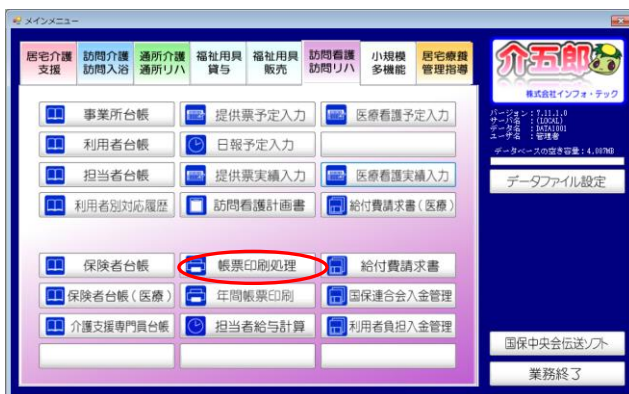 メインメニュー
居宅介護支援
訪問介護訪問入浴
通所介護通所リハ
福祉用具貸与
福祉用具販売
訪問看護訪問リハ
小規模多機能
居宅療養管理指導
介五郎
株式会社インフォ・テック
バージョン : 7.11.1.0
サーバ名 : (LOCAL)
データ名 : DATA1001
ユーザ名 : 管理者
データベースの空き容量：4,087MB
データファイル設定
事業所台帳
提供票予定入力
医療看護予定入力
利用者台帳
日報予定入力
担当者台帳
提供票実績入力
医療看護実績入力
利用者別対応履歴
訪問看護計画書
給付費請求書(医療)
保険者台帳
帳票印刷処理
給付費請求書
保険者台帳(医療)
年間帳票印刷
国保連合会入金管理
介護支援専門員台帳
担当者給与計算
利用者負担入金管理
国保中央会伝送ソフト
業務終了